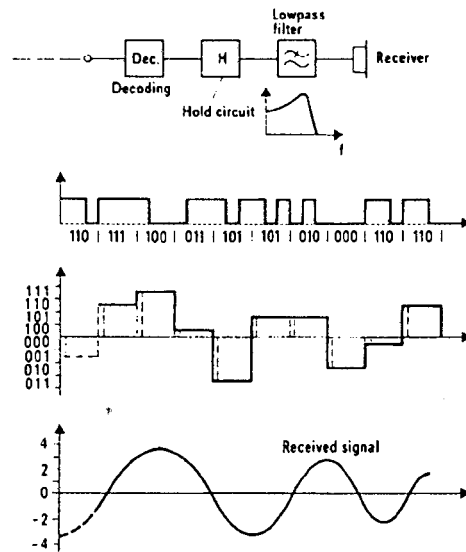 Lowpass
filter
Dec.
H
Receiver
Decoding
Hold circuit
f
110 | 111 | 100 | 011 | 101 | 101 | 010 | 000 | 110 | 110 |
111
110
101
100
000
001
010
011
4
Received signal
2
0
-2
-4